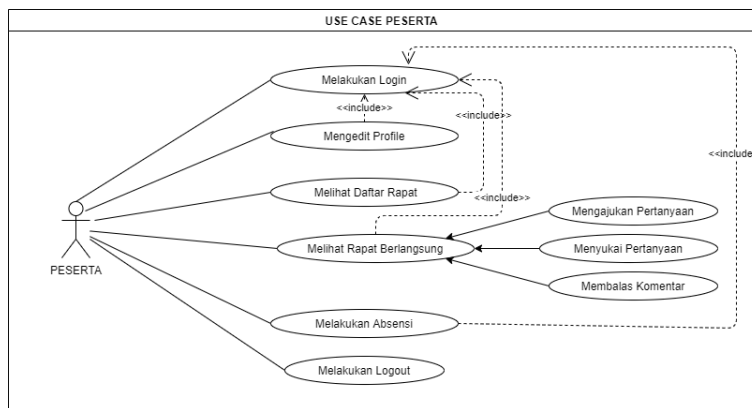 USE CASE PESERTA
Melakukan Login
<<include>>
<<include>>
Mengedit Profile
<<include
Melihat Daftar Rapat
<<include>>
Mengajukan Pertanyaan
Melihat Rapat Berlangsung
Menyukai Pertanyaan
PESERTA
Membalas Komentar
Melakukan Absensi
Melakukan Logout